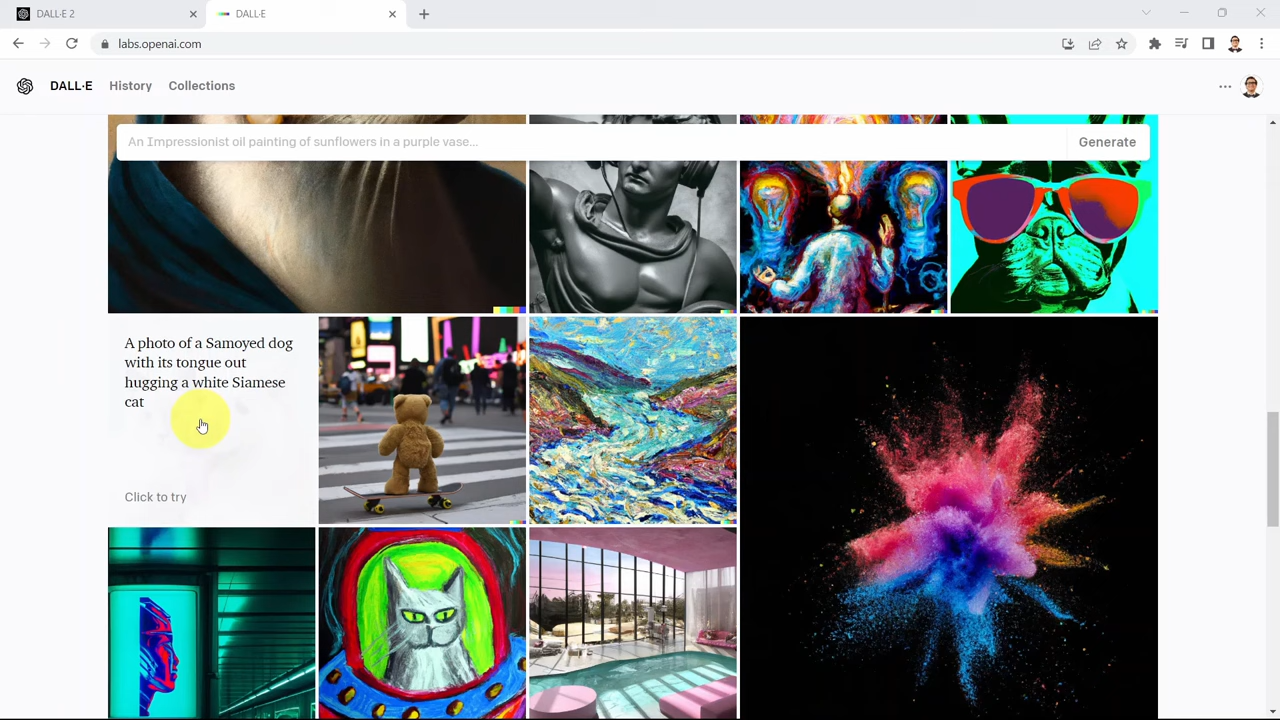 DALL·E 2
DALL·E
labs.openai.com
DALL·E
History
Collections
An Impressionist oil painting of sunflowers in a purple vase...
Generate
A photo of a Samoyed dog
with its tongue out
hugging a white Siamese
cat
Click to try